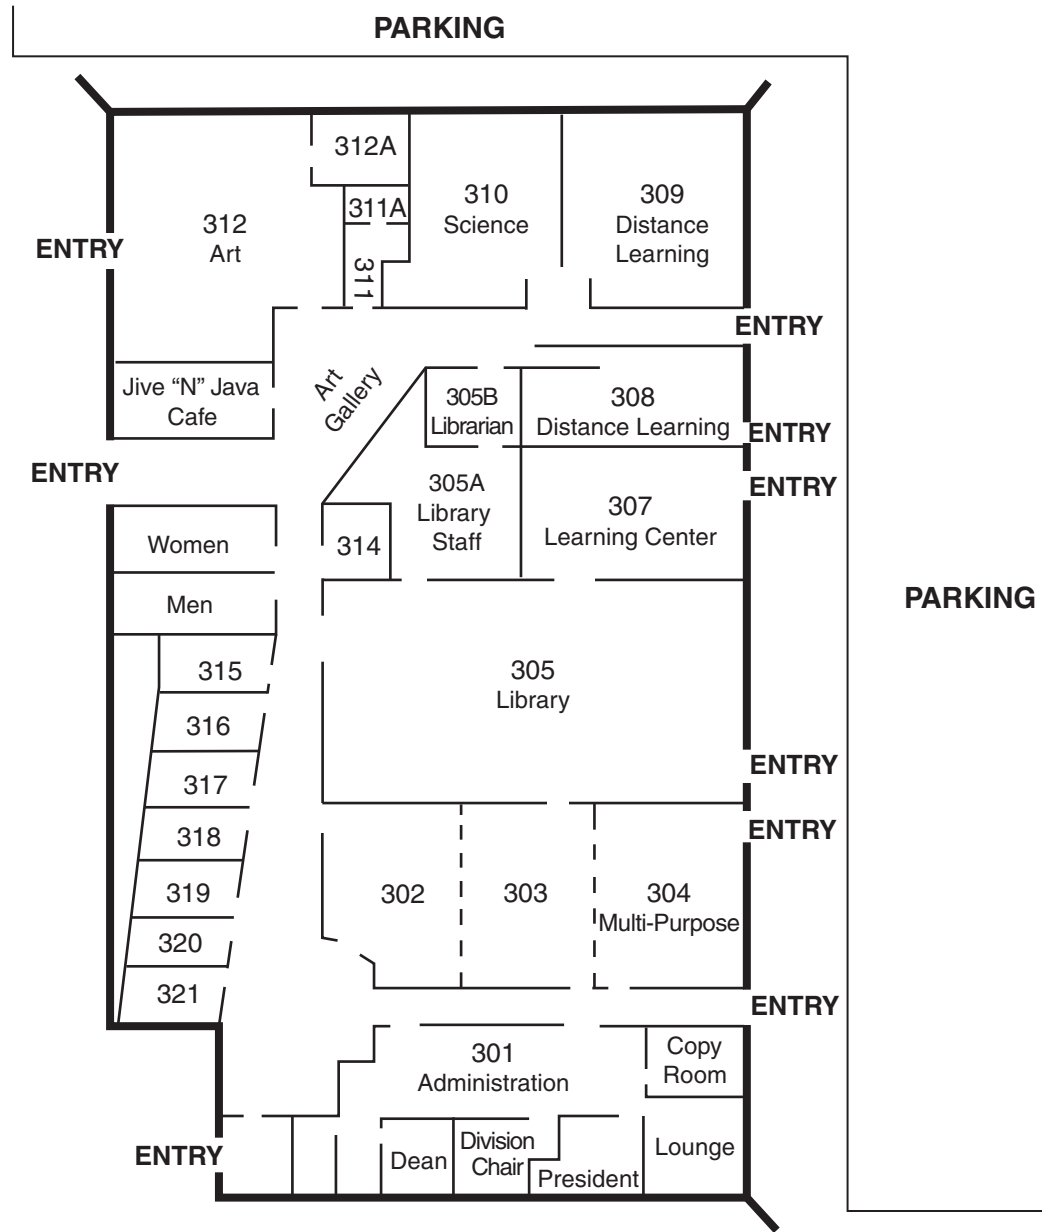 PARKING
312A
311A
310
Science
309
Distance
Learning
312
Art
ENTRY
311
ENTRY
Jive “N” Java
Cafe
Art
Gallery
305B
Librarian
308
Distance Learning
ENTRY
ENTRY
305A
Library
Staff
ENTRY
307
Learning Center
Women
314
Men
PARKING
305
Library
315
316
317
ENTRY
318
ENTRY
319
302
303
304
Multi-Purpose
320
321
ENTRY
301
Administration
Copy
Room
ENTRY
Dean
Division
Chair
President
Lounge